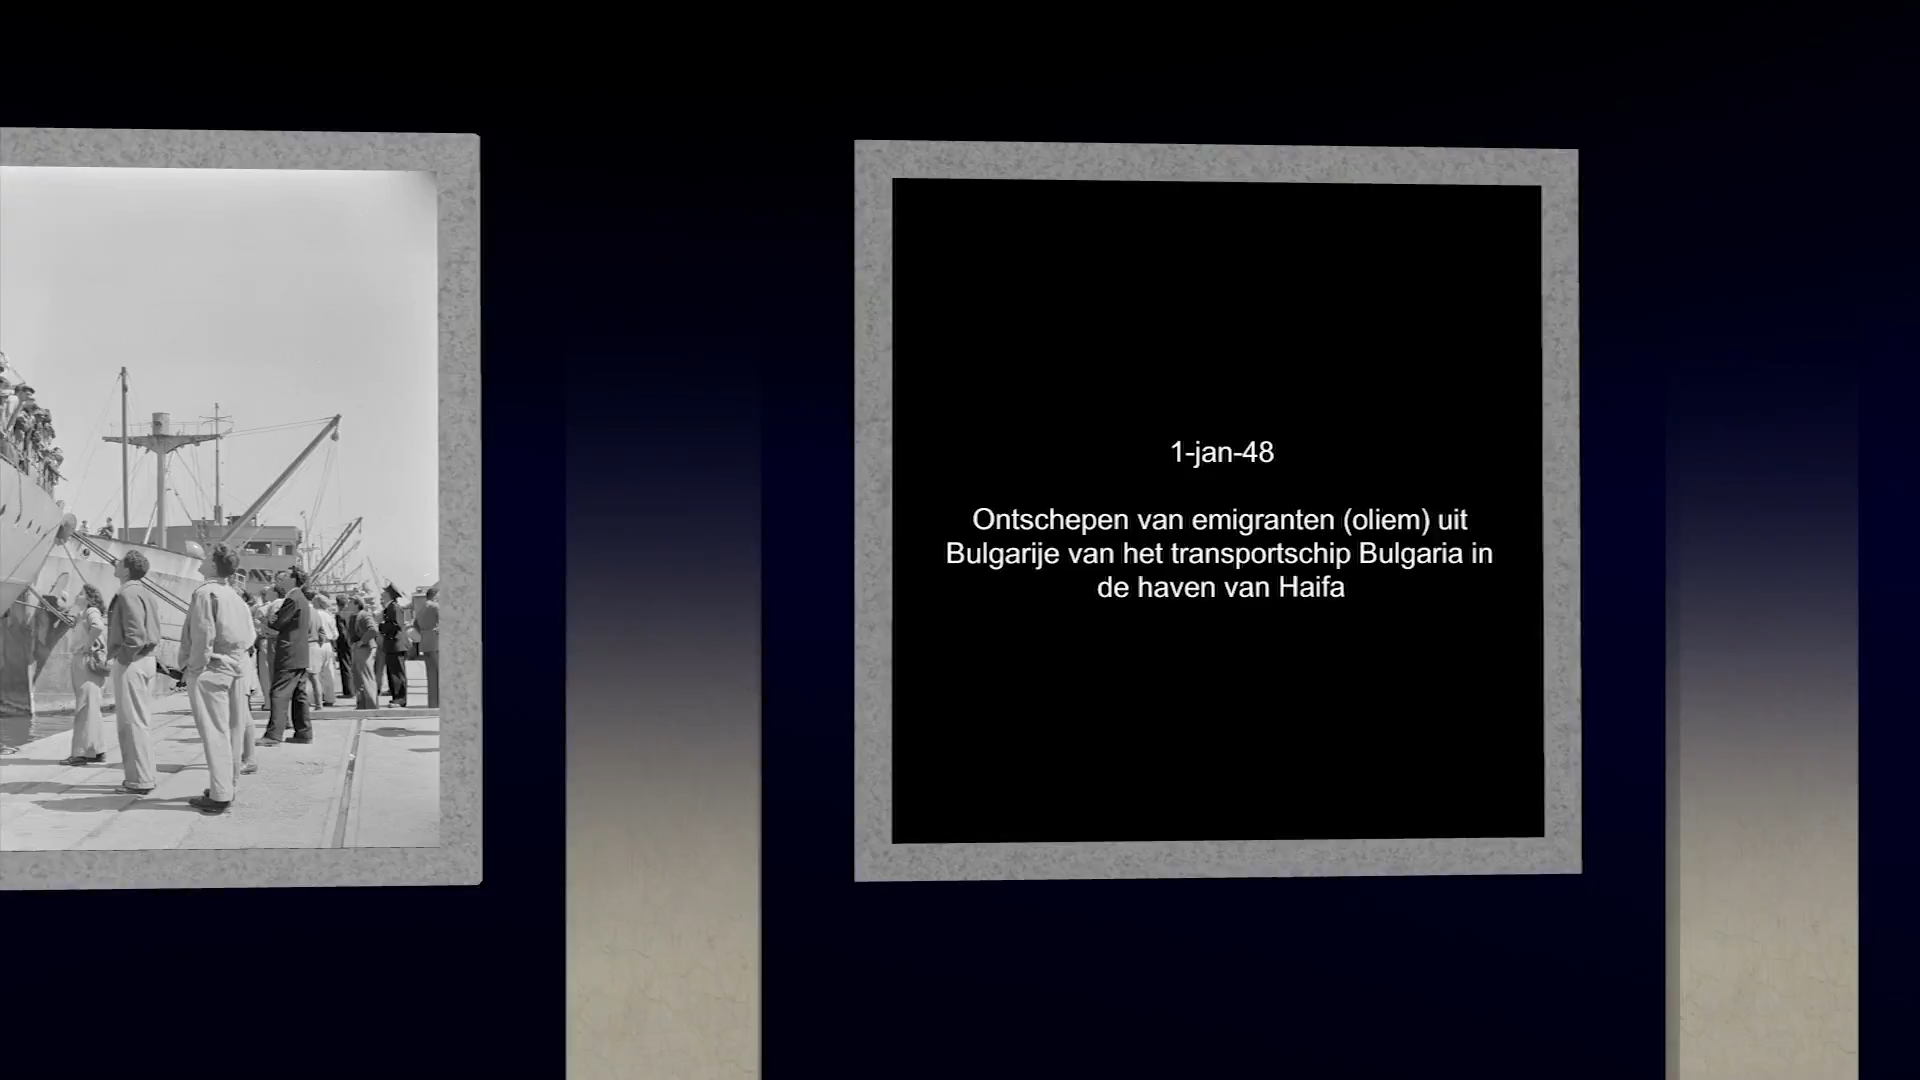 1-jan-48
Ontschepen van emigranten (oliem) uit
Bulgarije van het transportschip Bulgaria in
de haven van Haifa